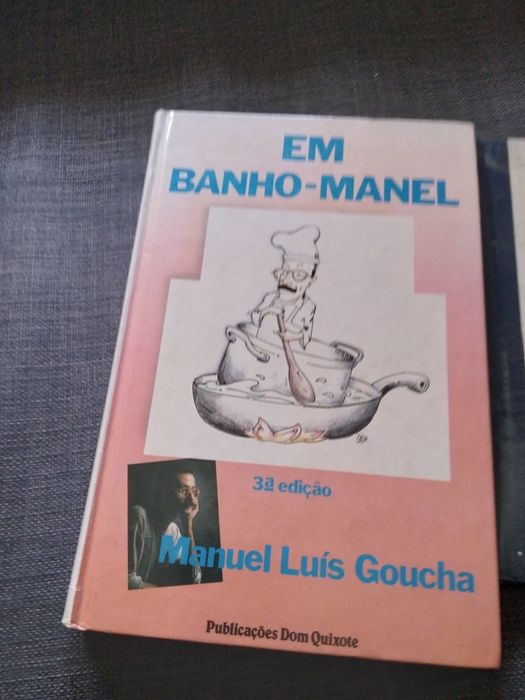 EM
BANHO-MANEL
3ª edição
Manuel Luís Goucha
Publicações Dom Quixote